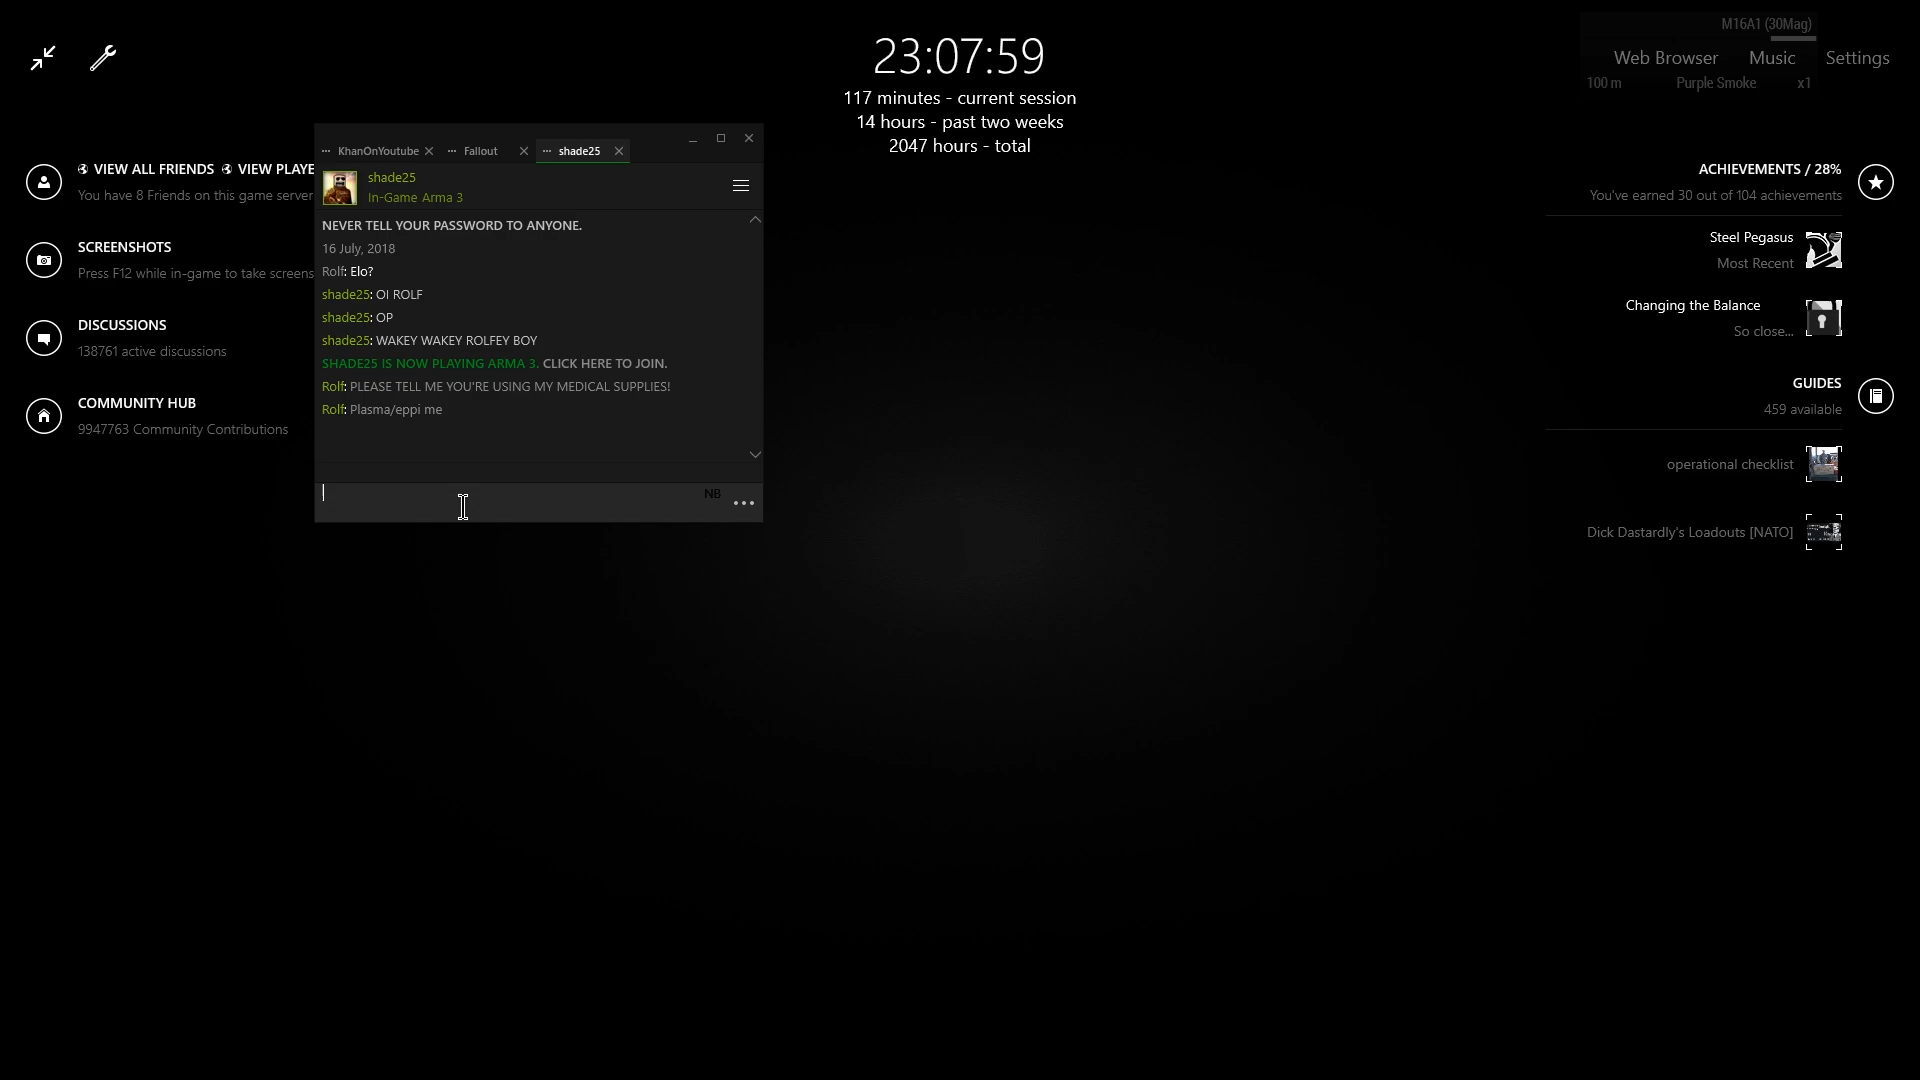 23:07:59
117 minutes - current session
14 hours - past two weeks
2047 hours - total
M16A1 (30Mag)
Web Browser Music Settings
100 m Purple Smoke x1
VIEW ALL FRIENDS VIEW PLAYE
You have 8 Friends on this game server
SCREENSHOTS
Press F12 while in-game to take screens
DISCUSSIONS
138761 active discussions
COMMUNITY HUB
9947763 Community Contributions
KhanOnYoutube Fallout shade25
shade25
In-Game Arma 3
NEVER TELL YOUR PASSWORD TO ANYONE.
16 July, 2018
Rolf: Elo?
shade25: OI ROLF
shade25: OP
shade25: WAKEY WAKEY ROLFEY BOY
SHADE25 IS NOW PLAYING ARMA 3. CLICK HERE TO JOIN.
Rolf: PLEASE TELL ME YOU'RE USING MY MEDICAL SUPPLIES!
Rolf: Plasma/eppi me
NB
ACHIEVEMENTS / 28%
You've earned 30 out of 104 achievements
Steel Pegasus
Most Recent
Changing the Balance
So close...
GUIDES
459 available
operational checklist
Dick Dastardly's Loadouts [NATO]